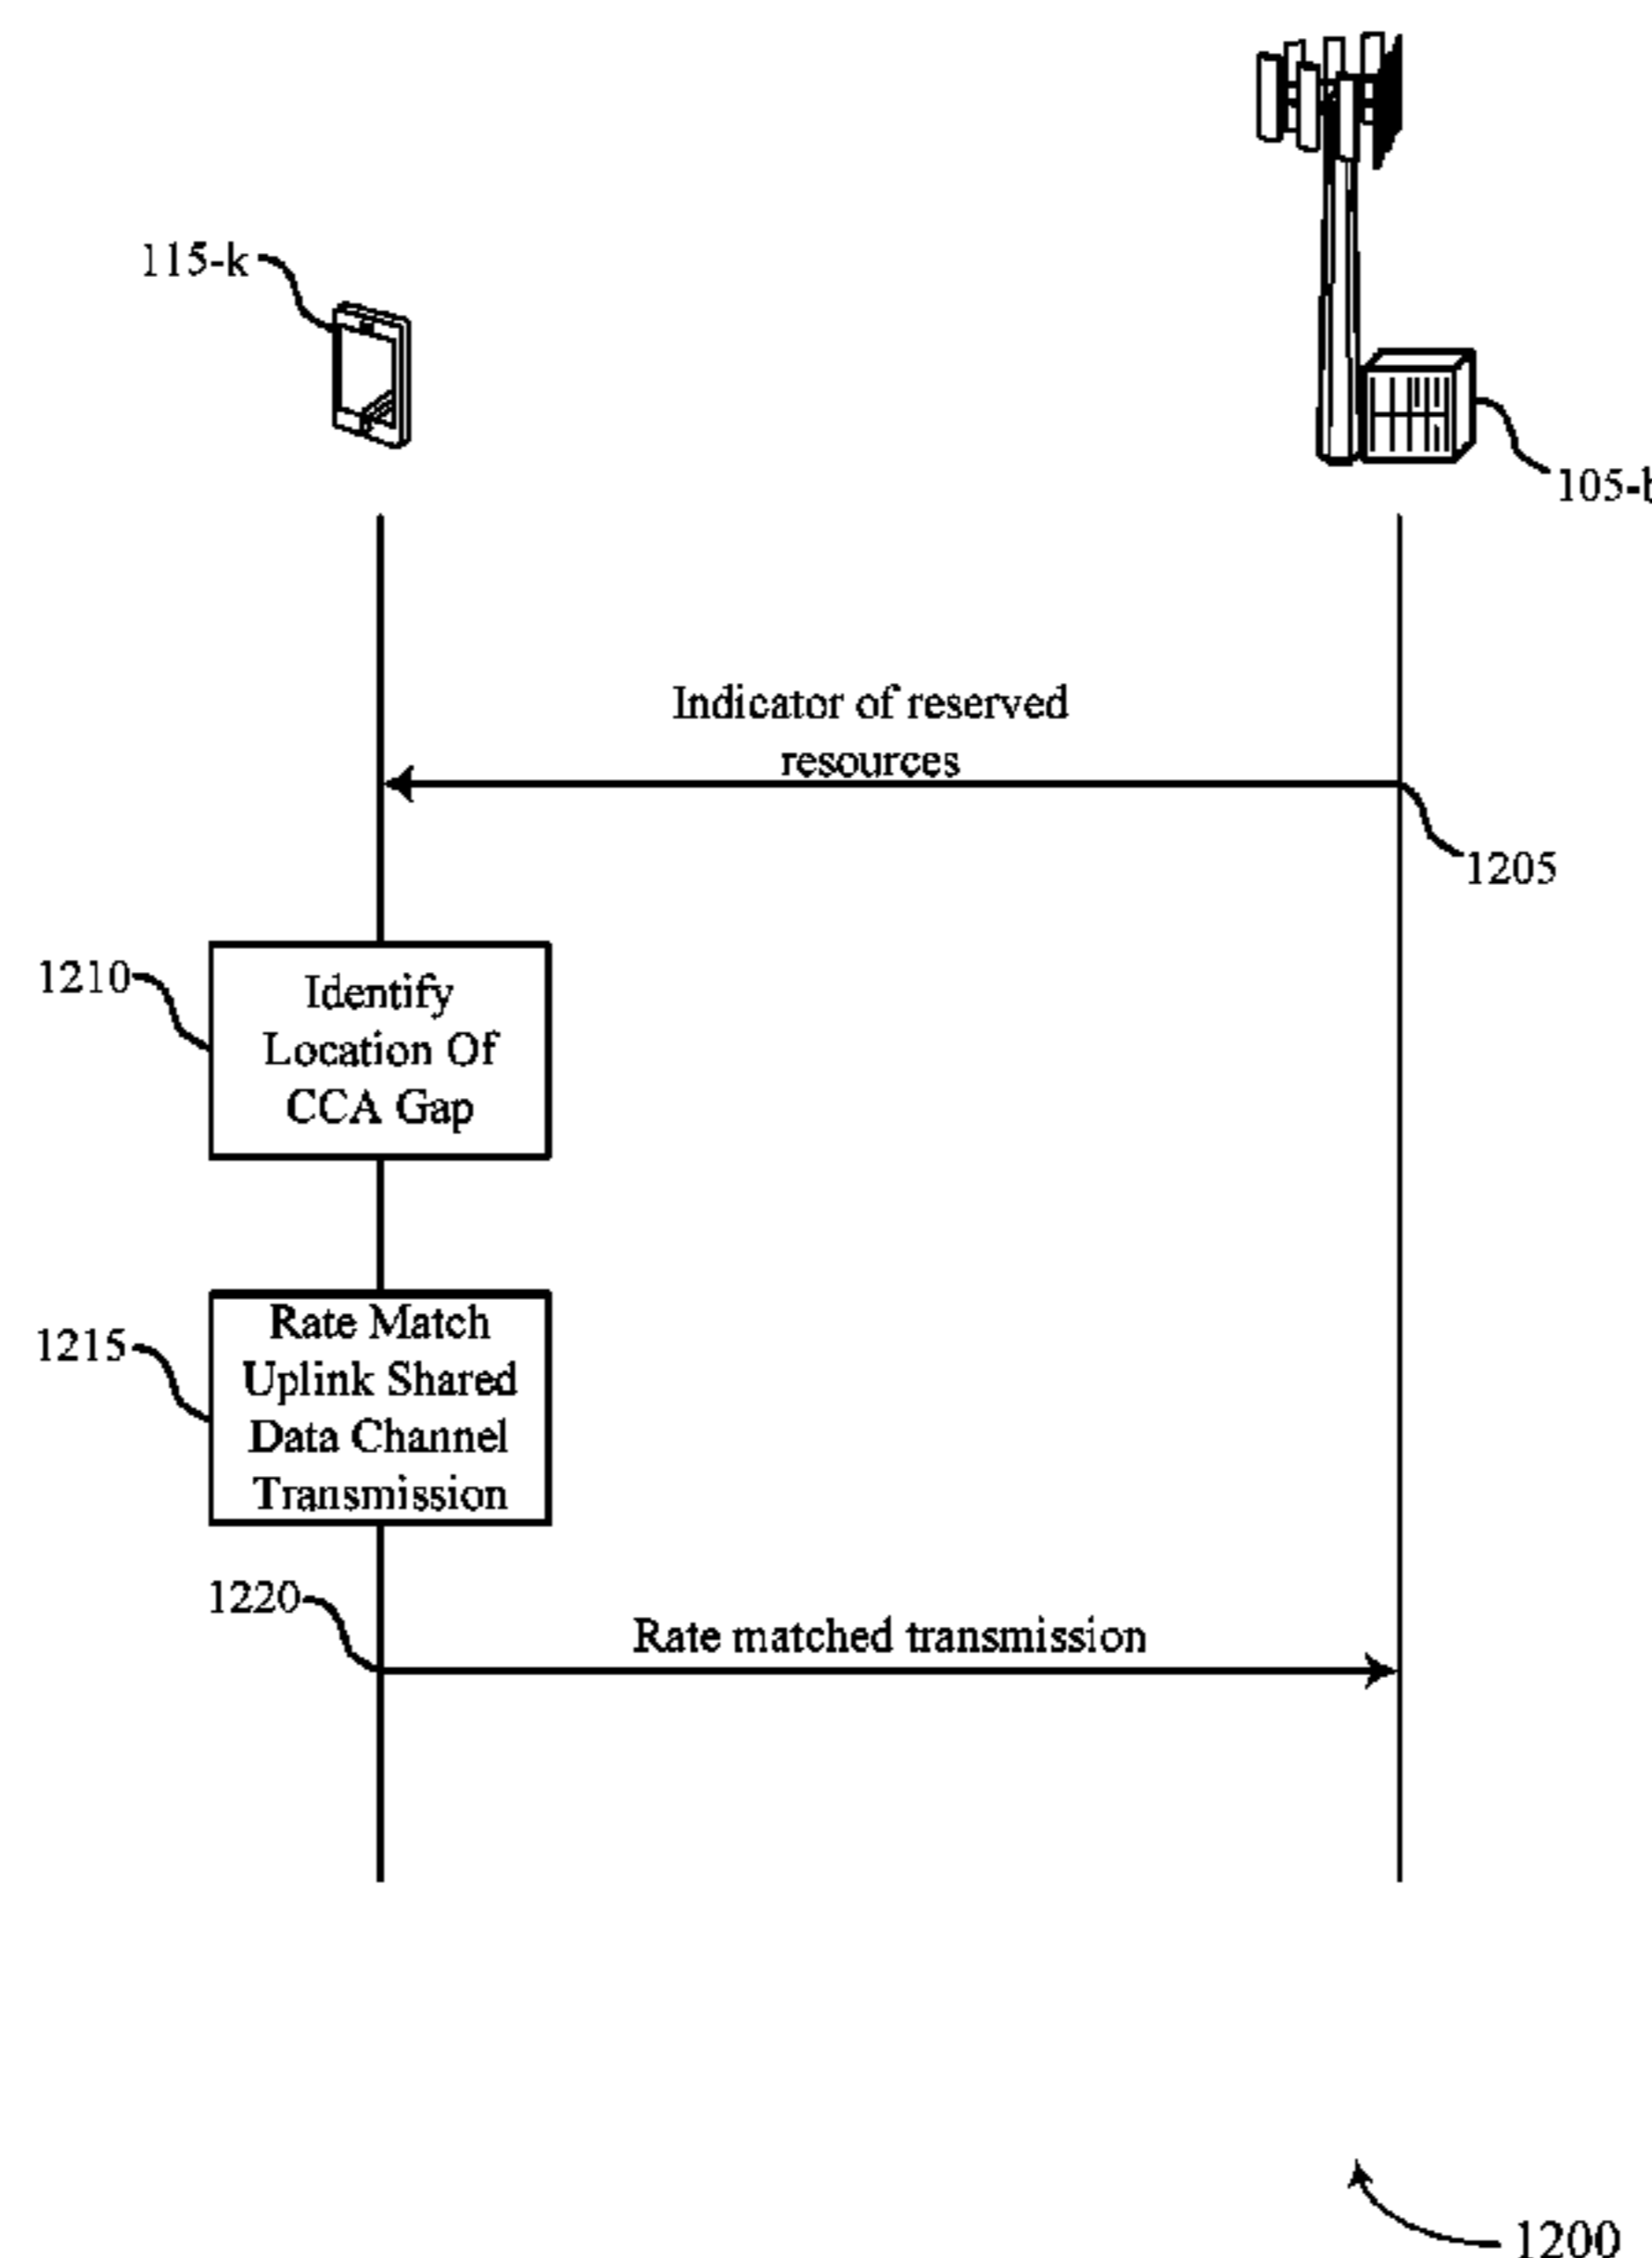 115-k
Indicator of reserved
resources
1205
1210
Identify
Location Of
CCA Gap
1215
Rate Match
Uplink Shared
Data Channel
Transmission
1220
Rate matched transmission
1200